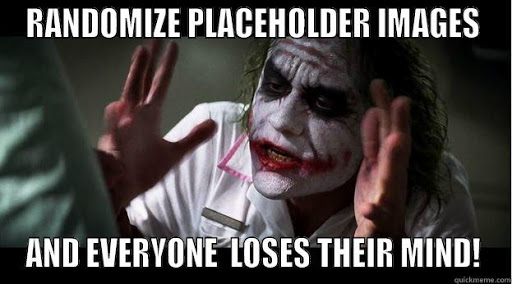 RANDOMIZE PLACEHOLDER IMAGES
AND EVERYONE LOSES THEIR MIND!
quickmeme.com